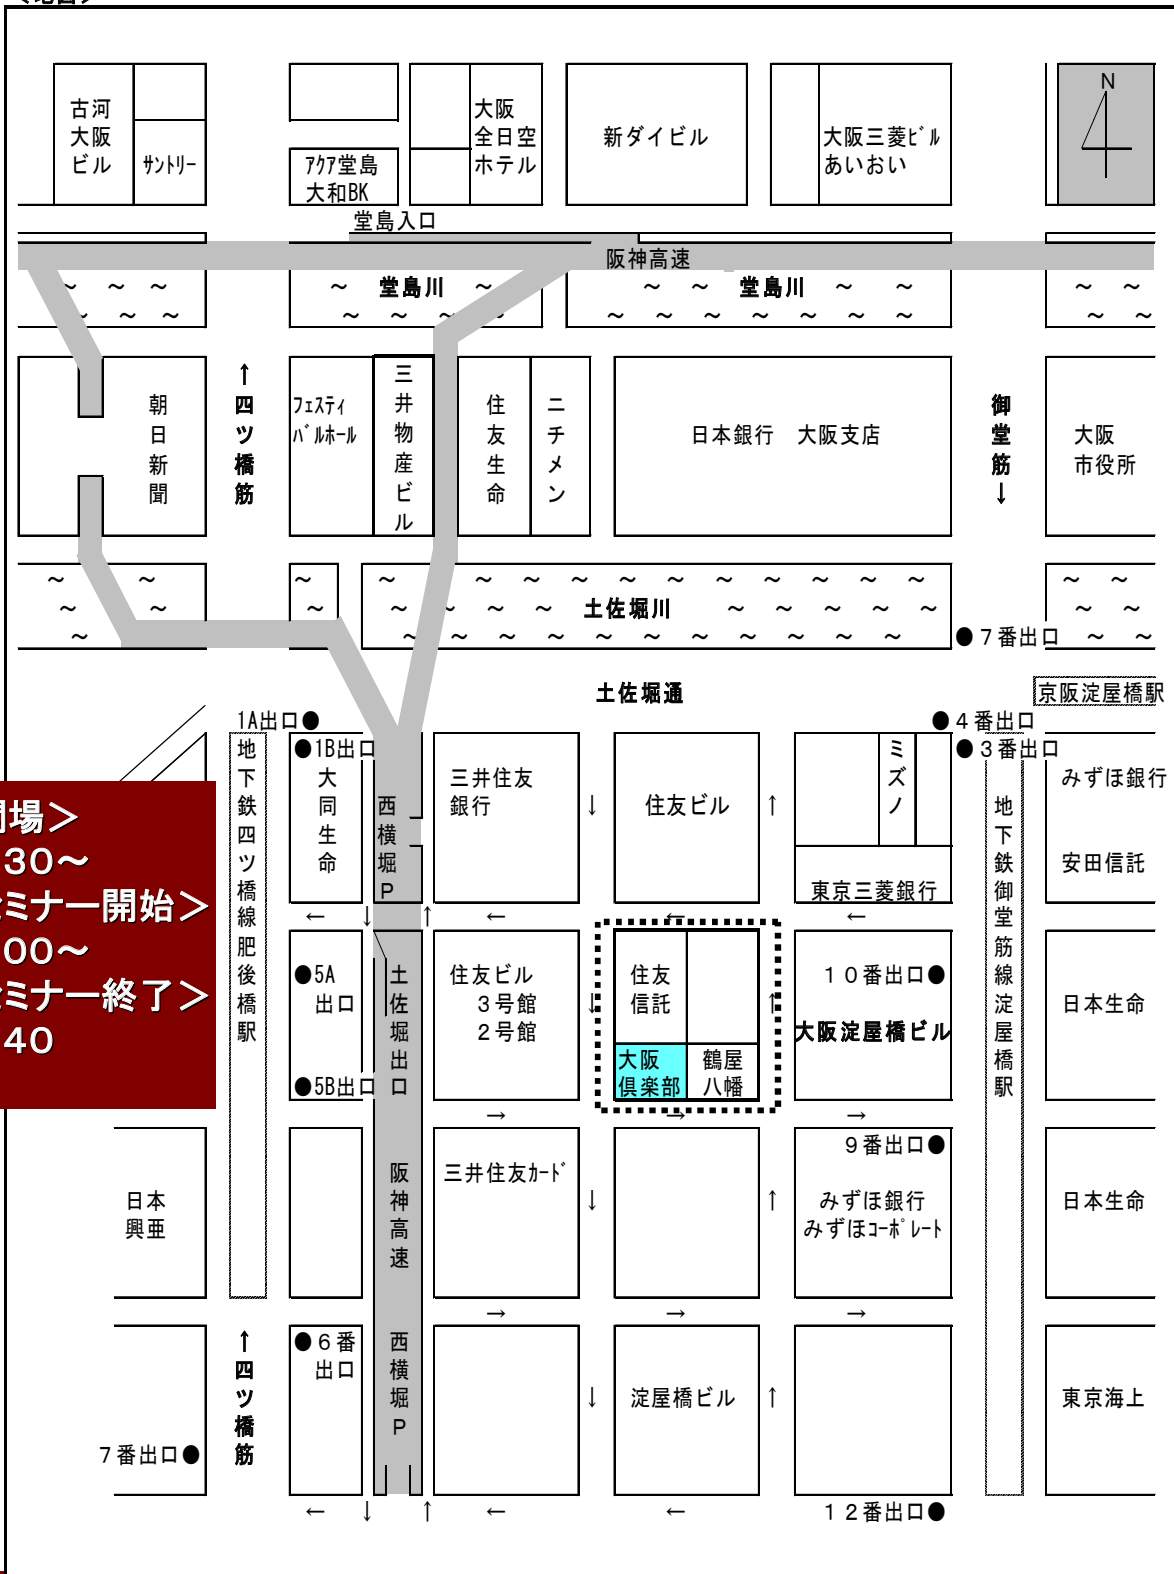 N
古河
大阪
ビル
サントリー
アクア堂島
大和BK
大阪
全日空
ホテル
新ダイビル
大阪三菱ビル
あいおい
堂島入口
阪神高速
堂島川
堂島川
朝日新聞
↑四ツ橋筋
フェスティ
バルホール
三井物産ビル
住友生命
ニチメン
日本銀行 大阪支店
御堂筋↓
大阪
市役所
土佐堀川
●7番出口
土佐堀通
京阪淀屋橋駅
1A出口●
●4番出口
●1B出口
●3番出口
地下鉄四ツ橋線肥後橋駅
大同生命
西横堀P
三井住友
銀行
住友ビル
ミズノ
東京三菱銀行
地下鉄御堂筋線淀屋橋駅
みずほ銀行
安田信託
場>
30~
ミナー開始>
00~
ミナー終了>
40
●5A
出口
●5B出口
土佐堀出口
住友ビル
3号館
2号館
住友
信託
大阪
倶楽部
鶴屋
八幡
10番出口●
大阪淀屋橋ビル
日本生命
9番出口●
日本
興亜
阪神高速
三井住友カード
みずほ銀行
みずほコーポレート
日本生命
↑四ツ橋筋
●6番
出口
西横堀P
淀屋橋ビル
東京海上
7番出口●
12番出口●